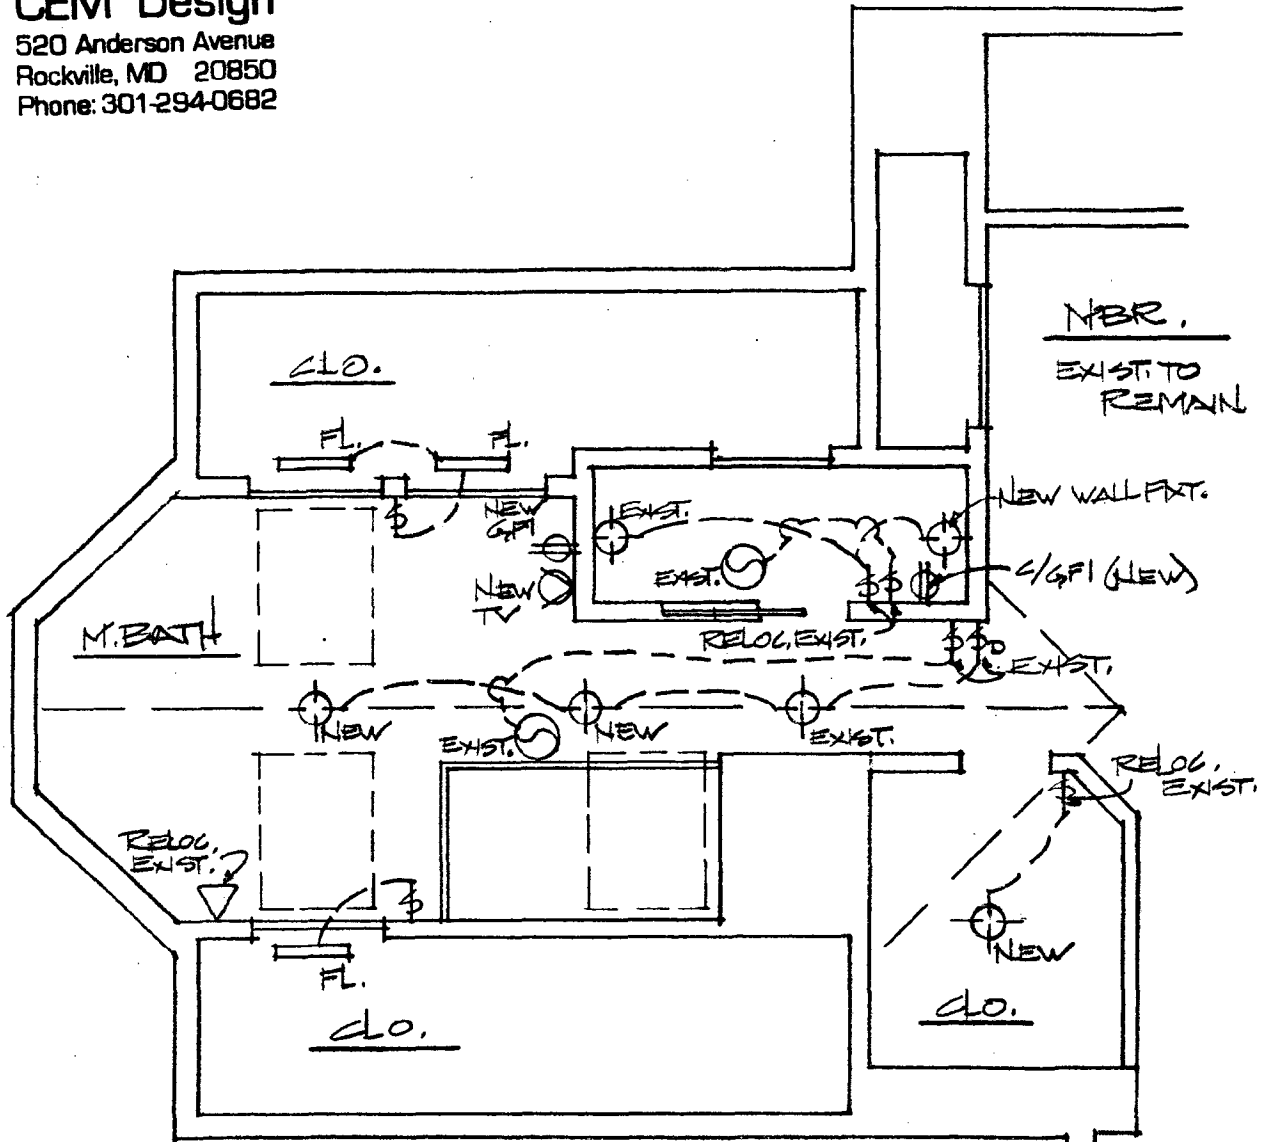 CEM Design
520 Anderson Avenue
Rockville, MD 20850
Phone: 301-294-0682
MBR.
EXIST. TO
REMAIN
CLO.
FL.
FL.
NEW
GFI
EXIST.
NEW WALL FIXT.
EXIST.
C/GFI (NEW)
NEW
TV
M. BATH
RELOC. EXIST.
EXIST.
NEW
EXIST.
NEW
EXIST.
RELOC.
EXIST.
RELOC.
EXIST.
FL.
NEW
CLO.
CLO.